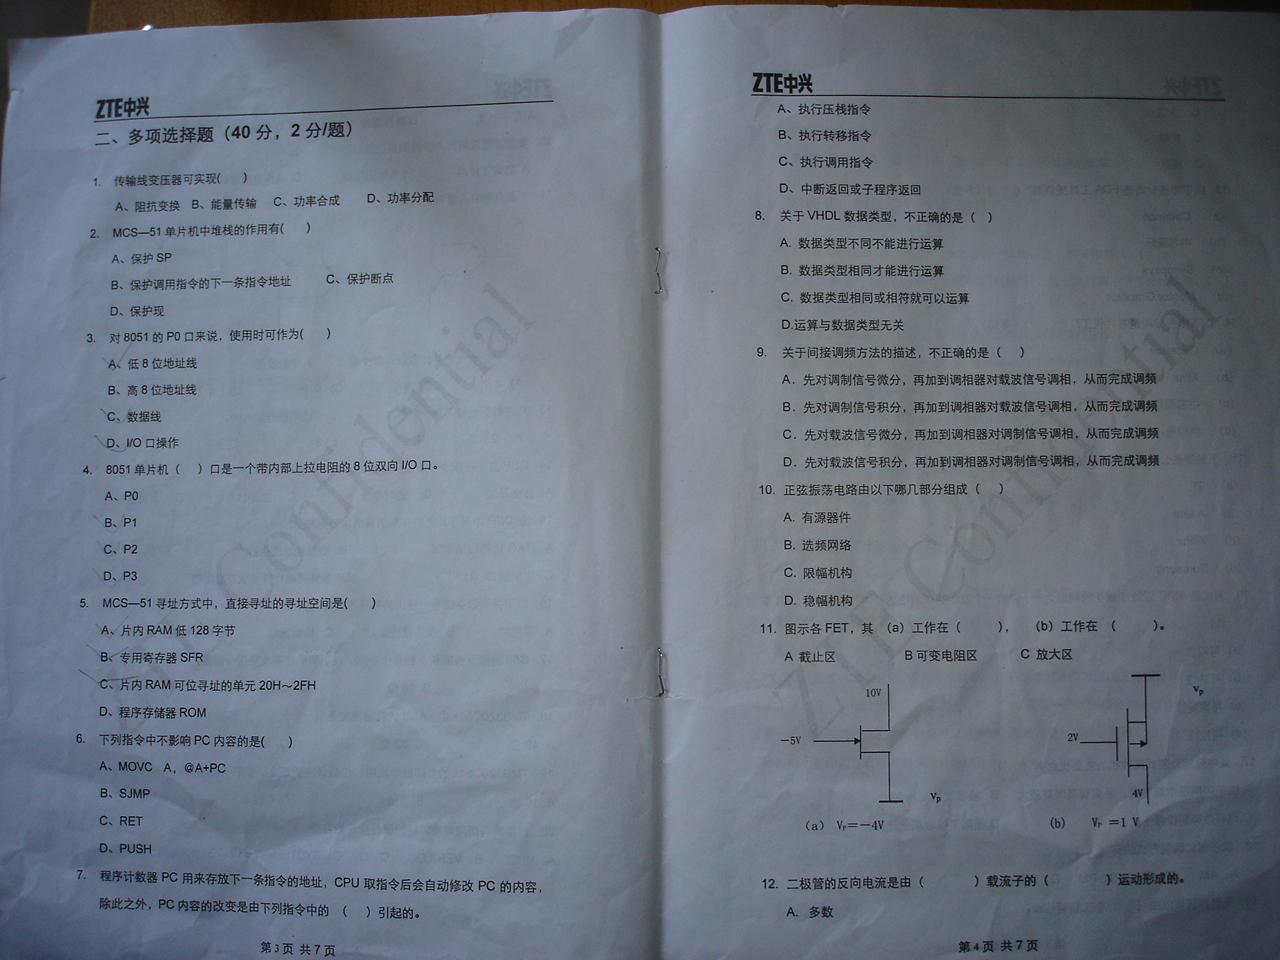 ZTE中兴
二、多项选择题（40 分，2 分/题）
1. 传输线变压器可实现( )
A、阻抗变换 B、能量传输 C、功率合成 D、功率分配
2. MCS—51 单片机中堆栈的作用有( )
A、保护 SP
B、保护调用指令的下一条指令地址 C、保护断点
D、保护现
3. 对 8051 的 P0 口来说，使用时可作为( )
A、低 8 位地址线
B、高 8 位地址线
C、数据线
D、I/O 口操作
4. 8051 单片机（ ）口是一个带内部上拉电阻的 8 位双向 I/O 口。
A、P0
B、P1
C、P2
D、P3
5. MCS—51 寻址方式中，直接寻址的寻址空间是( )
A、片内 RAM 低 128 字节
B、专用寄存器 SFR
C、片内 RAM 可位寻址的单元 20H～2FH
D、程序存储器 ROM
6. 下列指令中不影响 PC 内容的是( )
A、MOVC A，@A+PC
B、SJMP
C、RET
D、PUSH
7. 程序计数器 PC 用来存放下一条指令的地址，CPU 取指令后会自动修改 PC 的内容，
除此之外，PC 内容的改变是由下列指令中的 （ ）引起的。
第 3 页 共 7 页
ZTE中兴
A、执行压栈指令
B、执行转移指令
C、执行调用指令
D、中断返回或子程序返回
8. 关于 VHDL 数据类型，不正确的是（ ）
A. 数据类型不同不能进行运算
B. 数据类型相同才能进行运算
C. 数据类型相同或相符就可以运算
D.运算与数据类型无关
9. 关于间接调频方法的描述，不正确的是（ ）
A．先对调制信号微分，再加到调相器对载波信号调相，从而完成调频
B．先对调制信号积分，再加到调相器对载波信号调相，从而完成调频
C．先对载波信号微分，再加到调相器对调制信号调相，从而完成调频
D．先对载波信号积分，再加到调相器对调制信号调相，从而完成调频
10. 正弦振荡电路由以下哪几部分组成（ ）
A. 有源器件
B. 选频网络
C. 限幅机构
D. 稳幅机构
11. 图示各 FET，其 （a）工作在（ ）， （b）工作在 （ ）。
A 截止区 B 可变电阻区 C 放大区
10V
－5V
VP
（a） VP＝－4V
VP
2V
4V
(b) VP ＝1 V
12. 二极管的反向电流是由（ ）载流子的（ ）运动形成的。
A. 多数
第 4 页 共 7 页
Confidential
ZTE Confidential